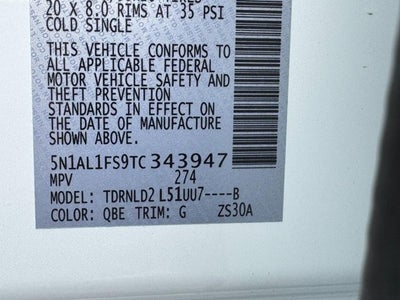 20 X 8.0 RIMS AT 35 PSI
COLD SINGLE
THIS VEHICLE CONFORMS TO
ALL APPLICABLE FEDERAL
MOTOR VEHICLE SAFETY AND
THEFT PREVENTION
STANDARDS IN EFFECT ON
THE DATE OF MANUFACTURE
SHOWN ABOVE.
5N1AL1FS9TC343947
MPV 274
MODEL: TDRNLD2 L51UU7----B
COLOR: QBE TRIM: G ZS30A